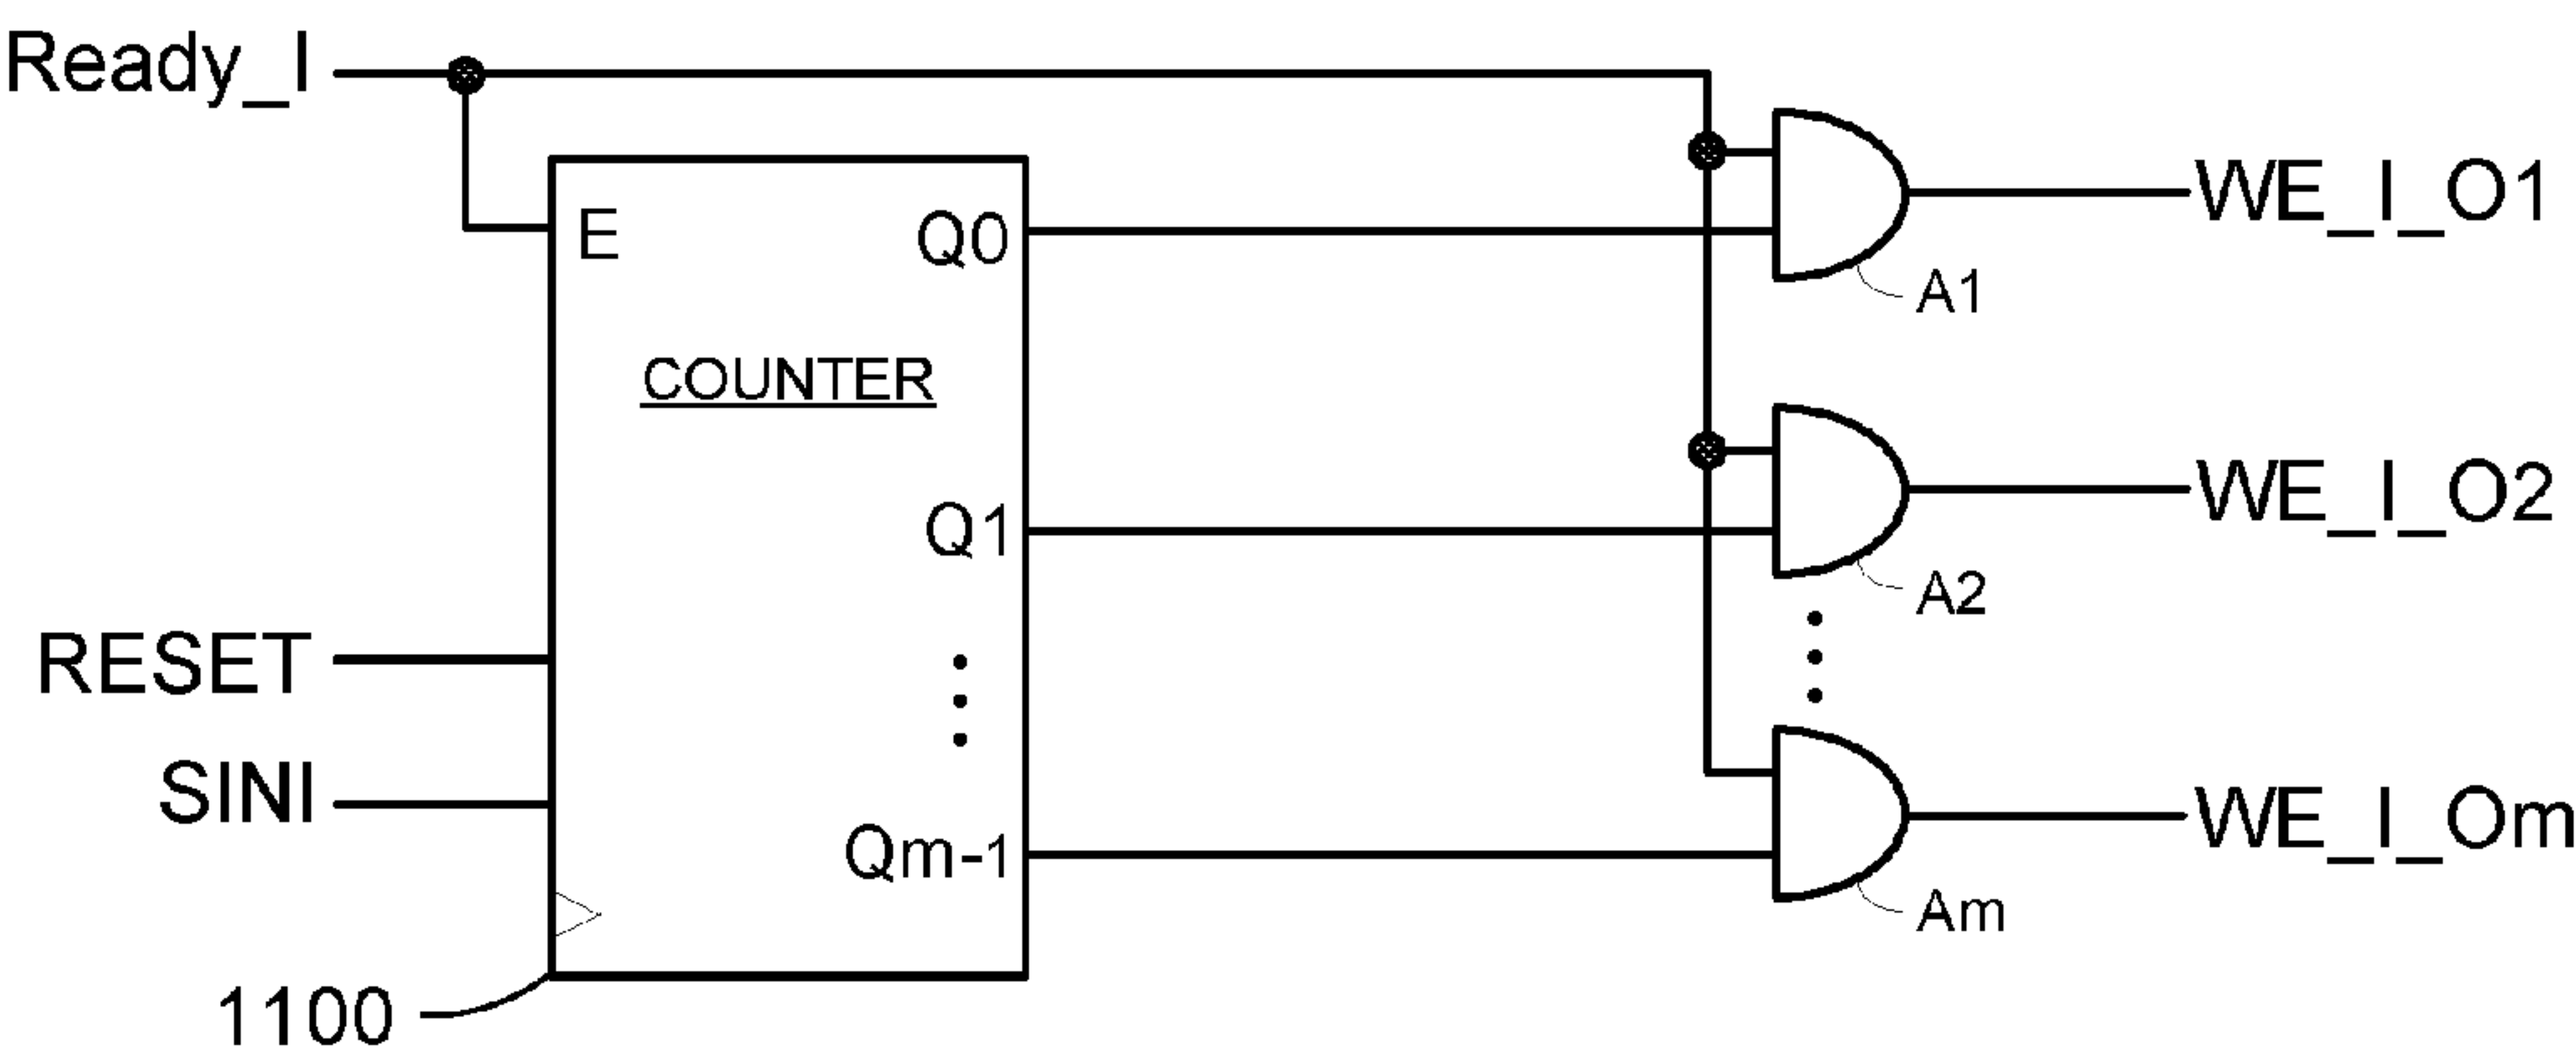 Ready_I
E
Q0
WE_I_O1
A1
COUNTER
Q1
WE_I_O2
A2
RESET
SINI
Qm-1
WE_I_Om
Am
1100